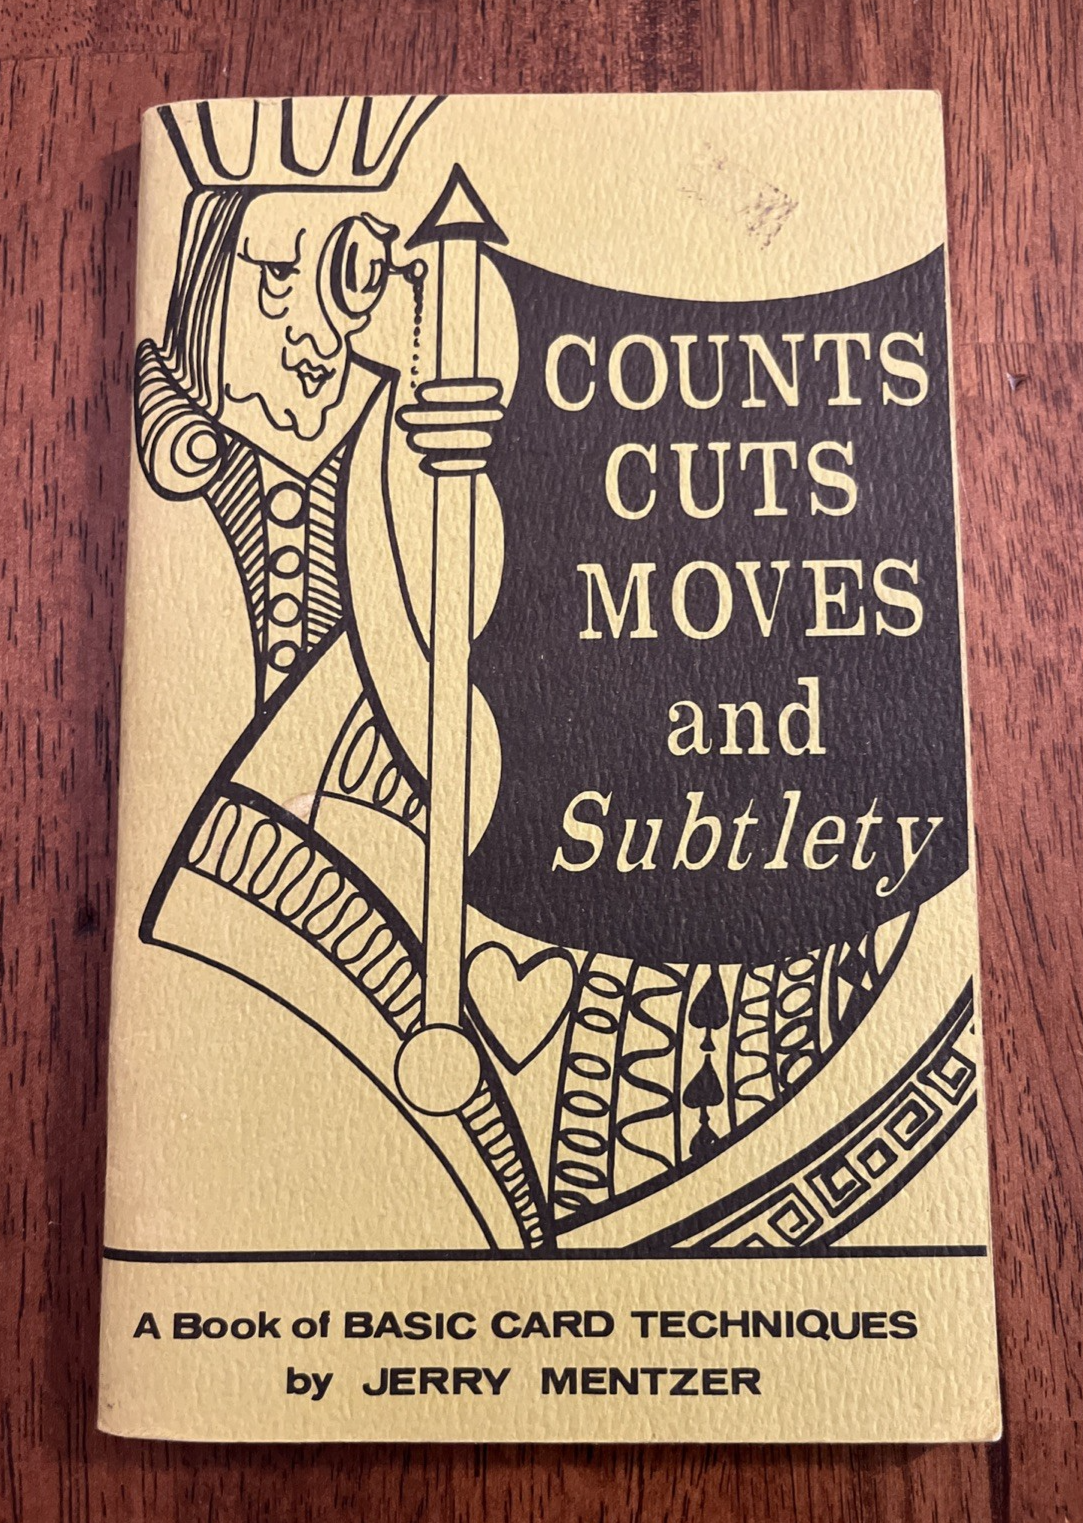 COUNTS
CUTS
MOVES
and
Subtlety
A Book of BASIC CARD TECHNIQUES
by JERRY MENTZER